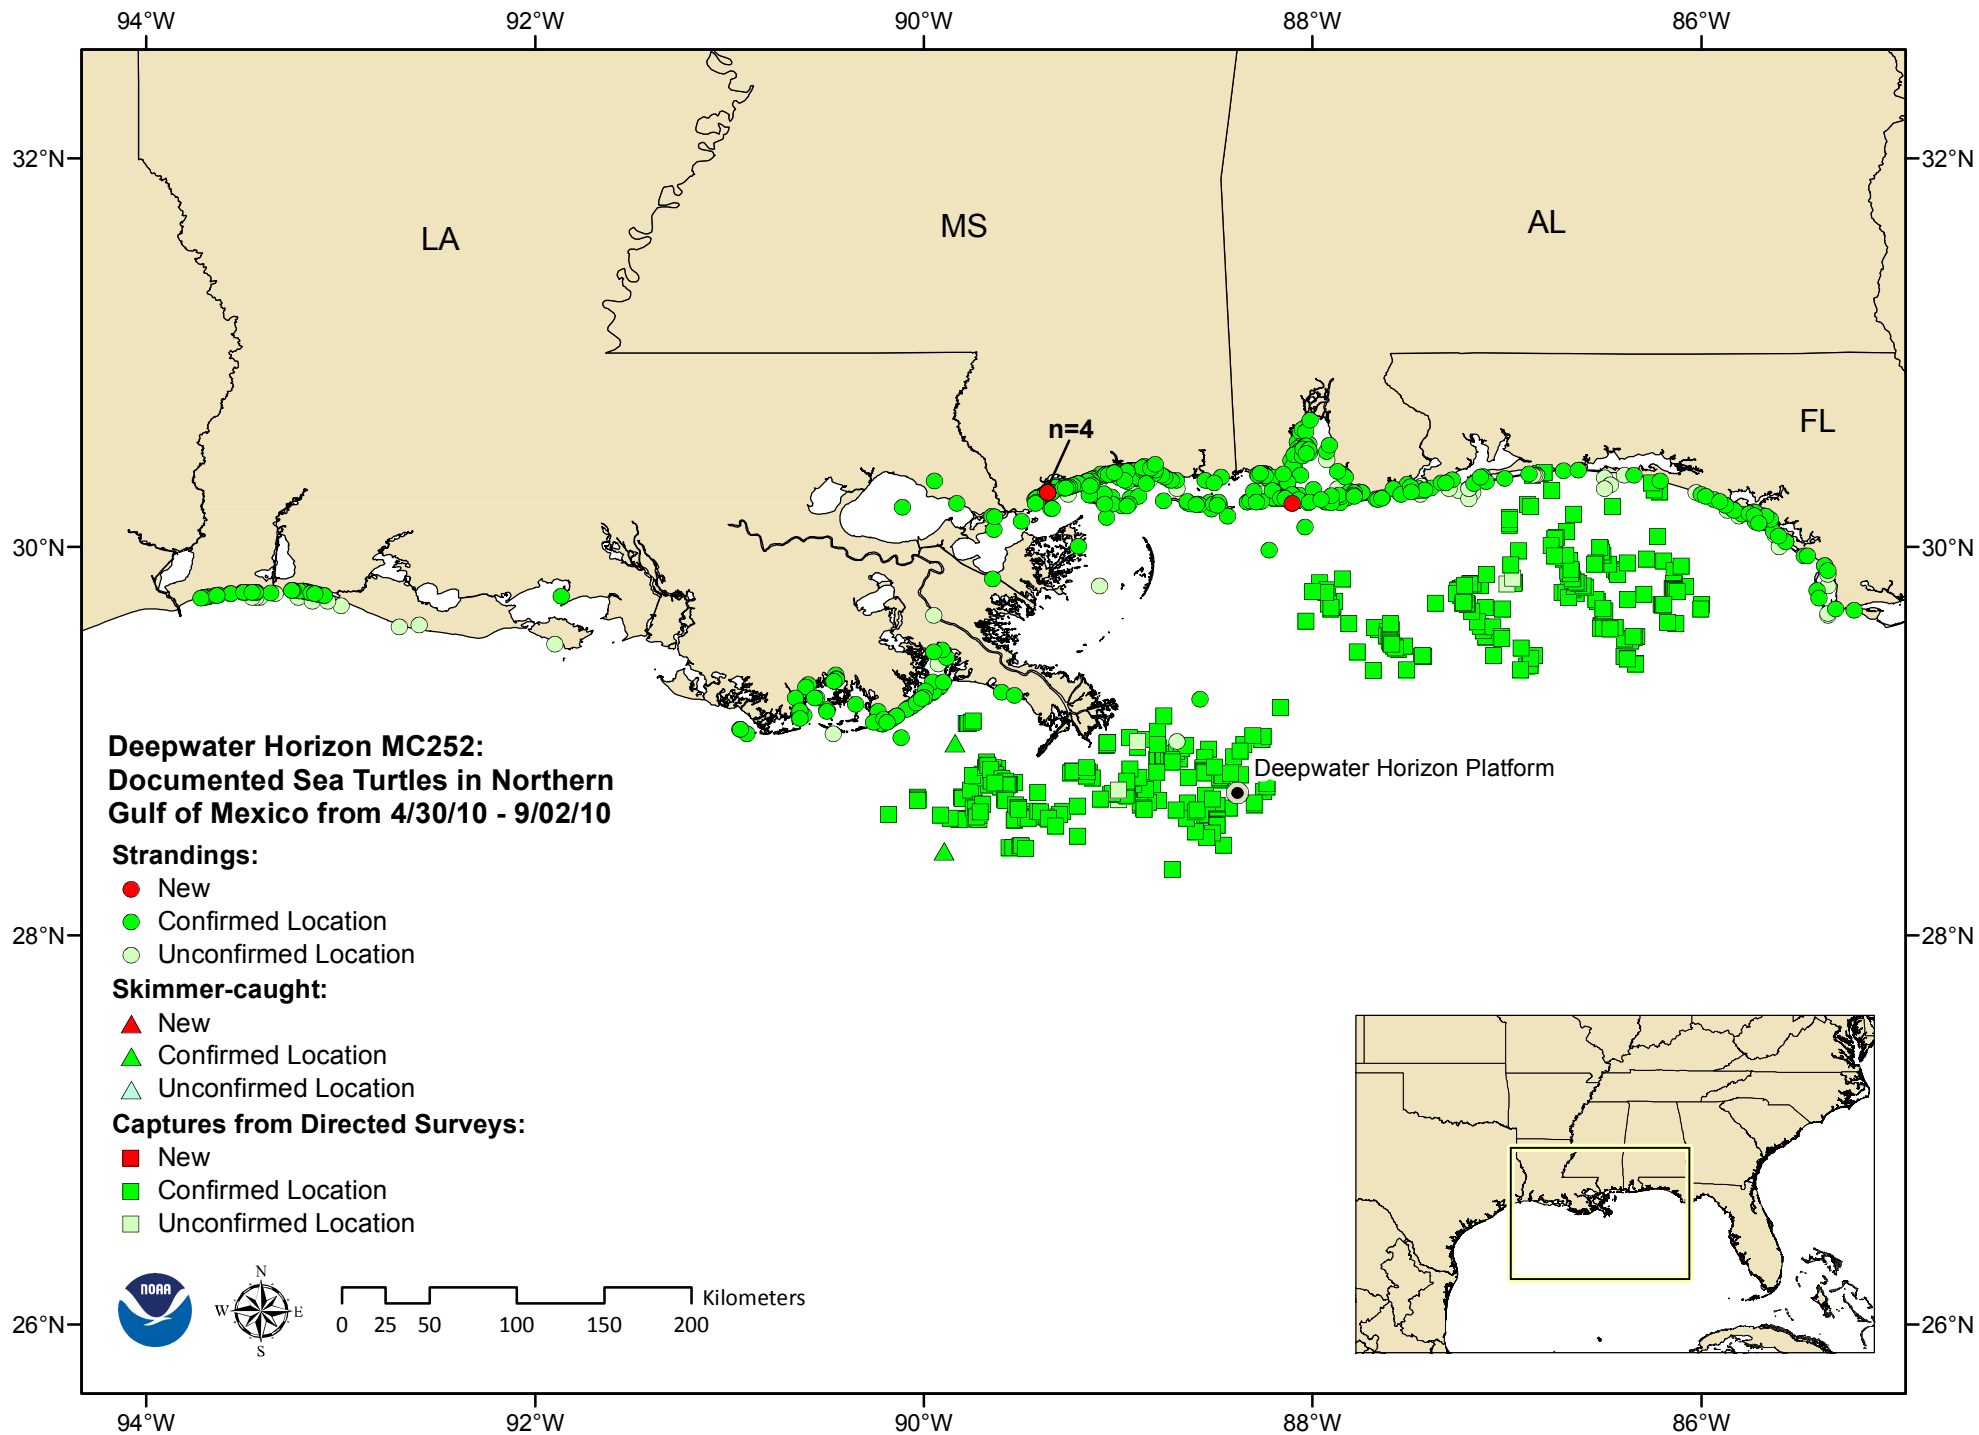 94°W 92°W 90°W 88°W 86°W
32°N 32°N
LA MS AL
FL
n=4
30°N 30°N
Deepwater Horizon Platform
Deepwater Horizon MC252:
Documented Sea Turtles in Northern
Gulf of Mexico from 4/30/10 - 9/02/10
Strandings:
New
Confirmed Location
Unconfirmed Location
28°N 28°N
Skimmer-caught:
New
Confirmed Location
Unconfirmed Location
Captures from Directed Surveys:
New
Confirmed Location
Unconfirmed Location
NOAA
N
W E
S
Kilometers
0 25 50 100 150 200
26°N 26°N
94°W 92°W 90°W 88°W 86°W